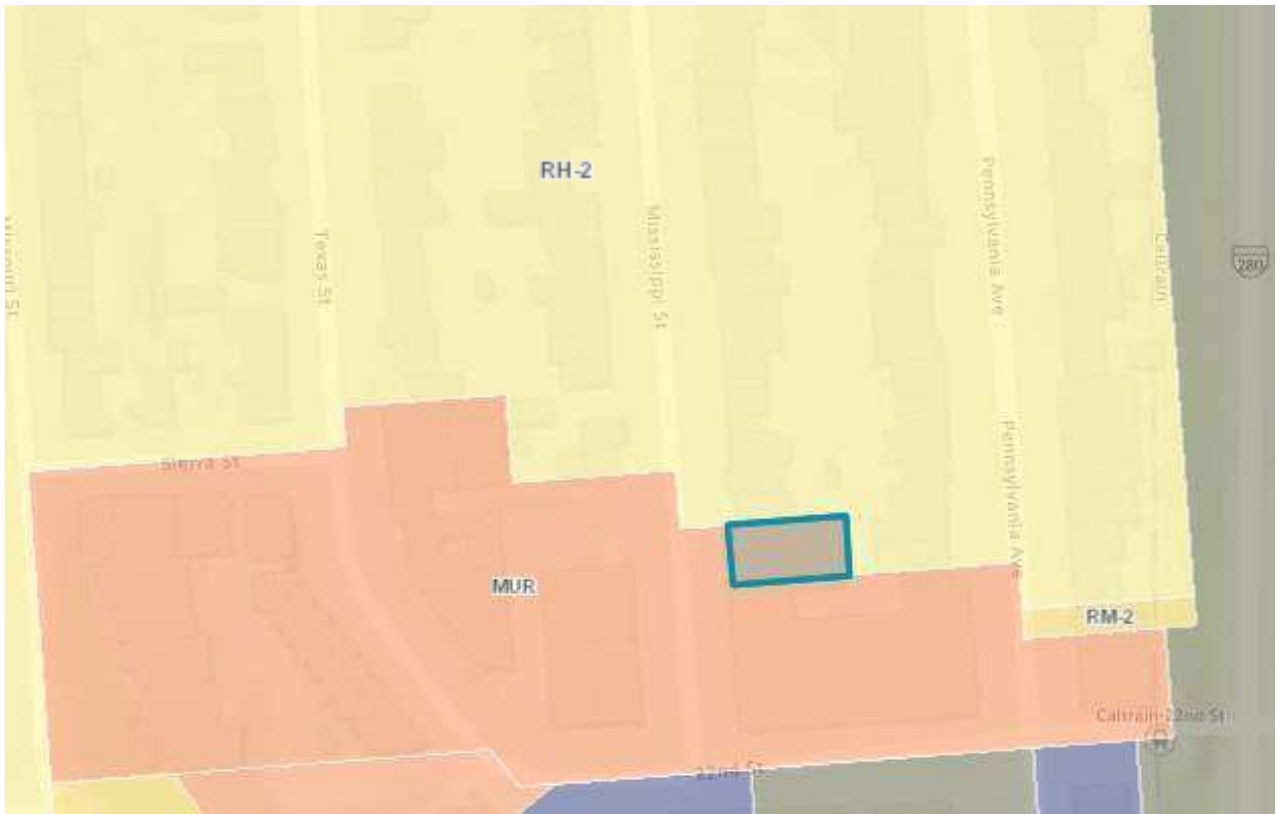 RH-2
Pennsylvania Ave
Mississippi St
Texas St
Missouri St
Caltrain
280
Pennsylvania Ave
Sierra St
MUR
RM-2
Caltrain-22nd St
22nd St